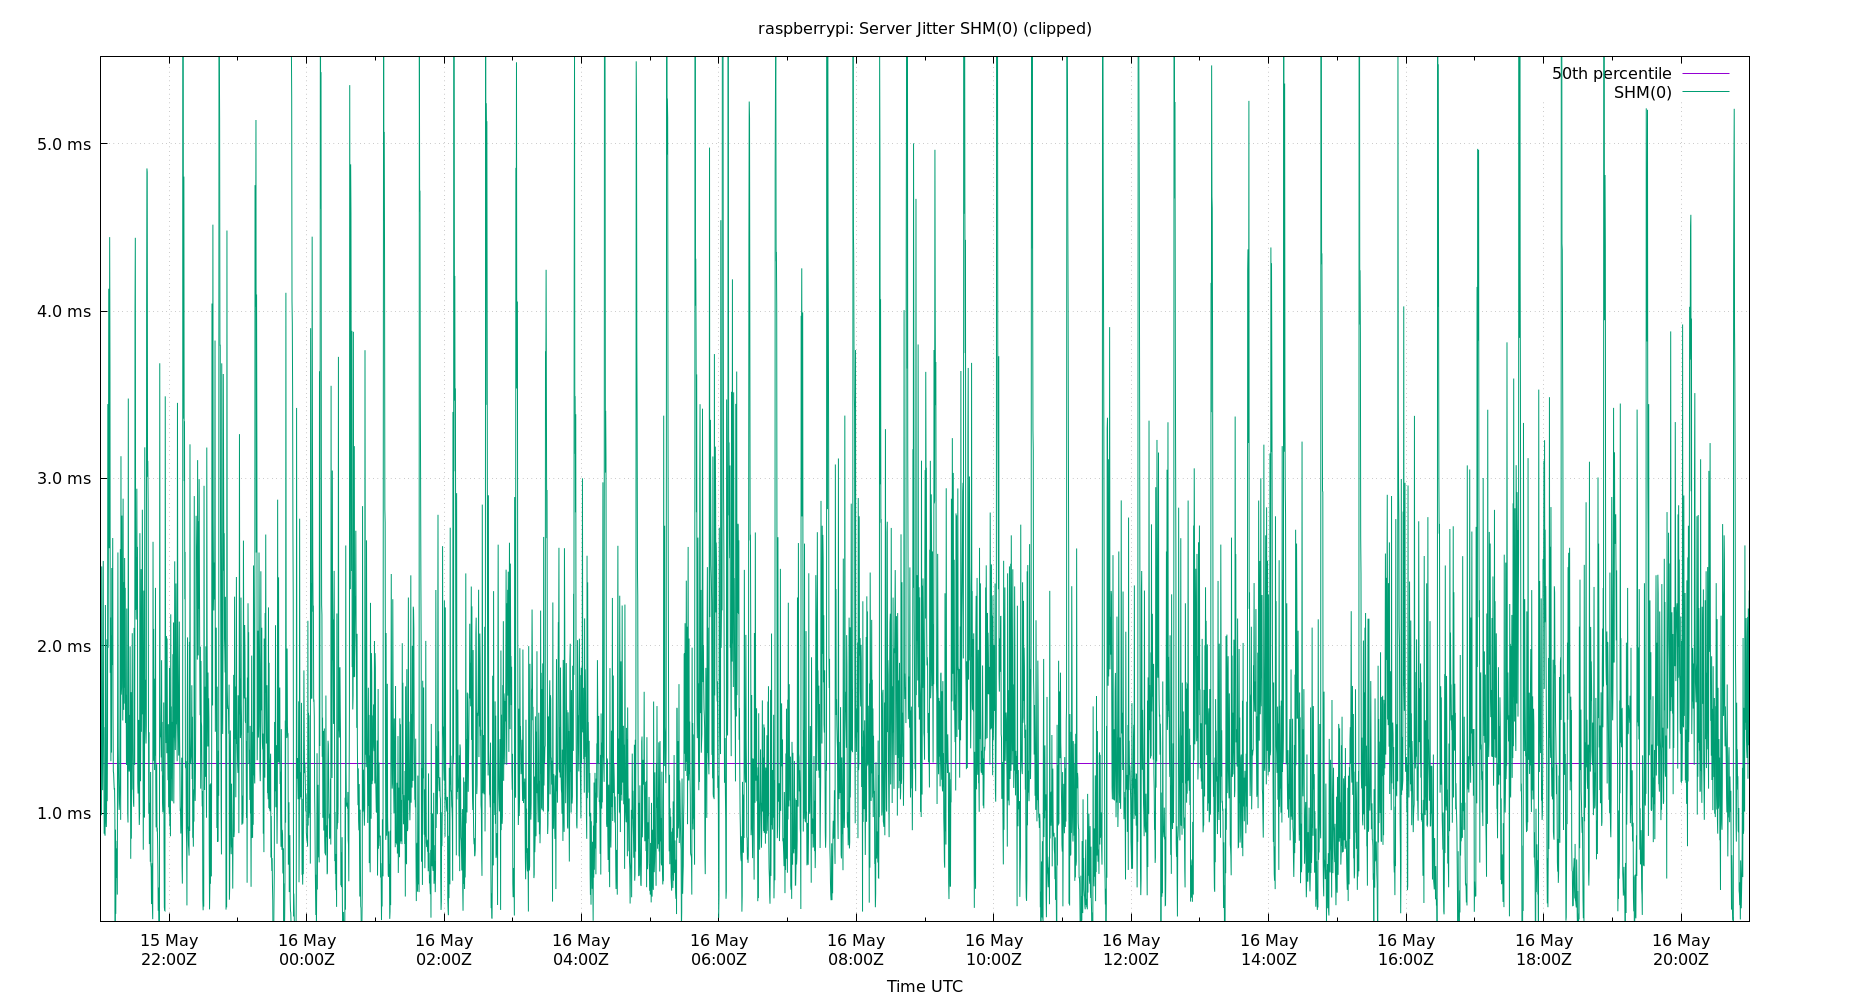 raspberrypi: Server Jitter SHM(0) (clipped)
50th percentile
SHM(0)
5.0 ms
4.0 ms
3.0 ms
2.0 ms
1.0 ms
15 May 16 May 16 May 16 May 16 May 16 May 16 May 16 May 16 May 16 May 16 May 16 May
22:00Z 00:00Z 02:00Z 04:00Z 06:00Z 08:00Z 10:00Z 12:00Z 14:00Z 16:00Z 18:00Z 20:00Z
Time UTC